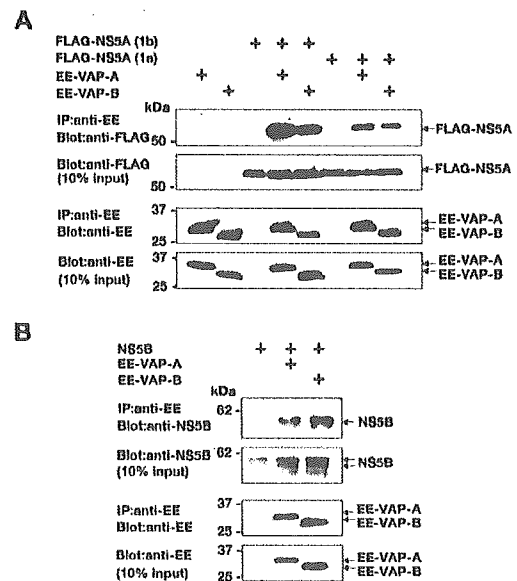 A
FLAG-NS5A (1b) + + +
FLAG-NS5A (1a) + + +
EE-VAP-A + + +
EE-VAP-B + + +
kDa
IP:anti-EE
Blot:anti-FLAG 50 FLAG-NS5A
Blot:anti-FLAG FLAG-NS5A
(10% input) 50
IP:anti-EE 37 EE-VAP-A
Blot:anti-EE 25 EE-VAP-B
Blot:anti-EE 37 EE-VAP-A
(10% input) 25 EE-VAP-B
B
NS5B + + +
EE-VAP-A +
EE-VAP-B +
kDa
IP:anti-EE 62
Blot:anti-NS5B NS5B
Blot:anti-NS5B 62 NS5B
(10% input)
IP:anti-EE 37 EE-VAP-A
Blot:anti-EE 25 EE-VAP-B
Blot:anti-EE 37 EE-VAP-A
(10% input) 25 EE-VAP-B